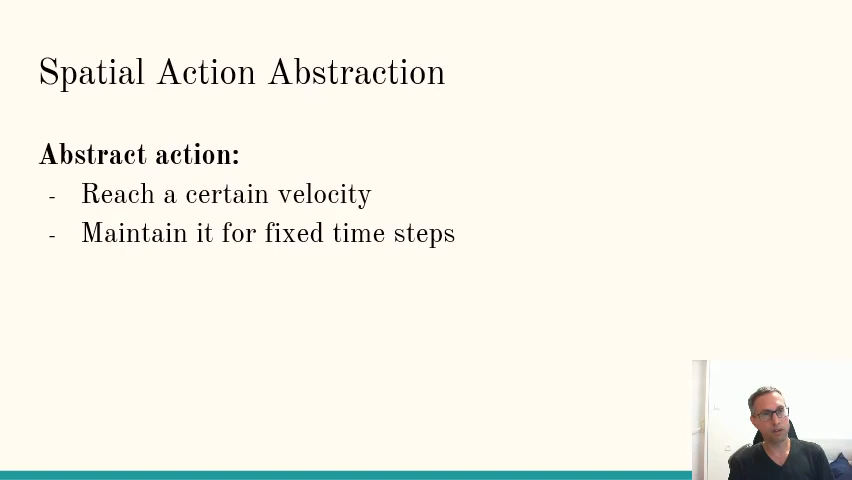 Spatial Action Abstraction
Abstract action:
- Reach a certain velocity
- Maintain it for fixed time steps